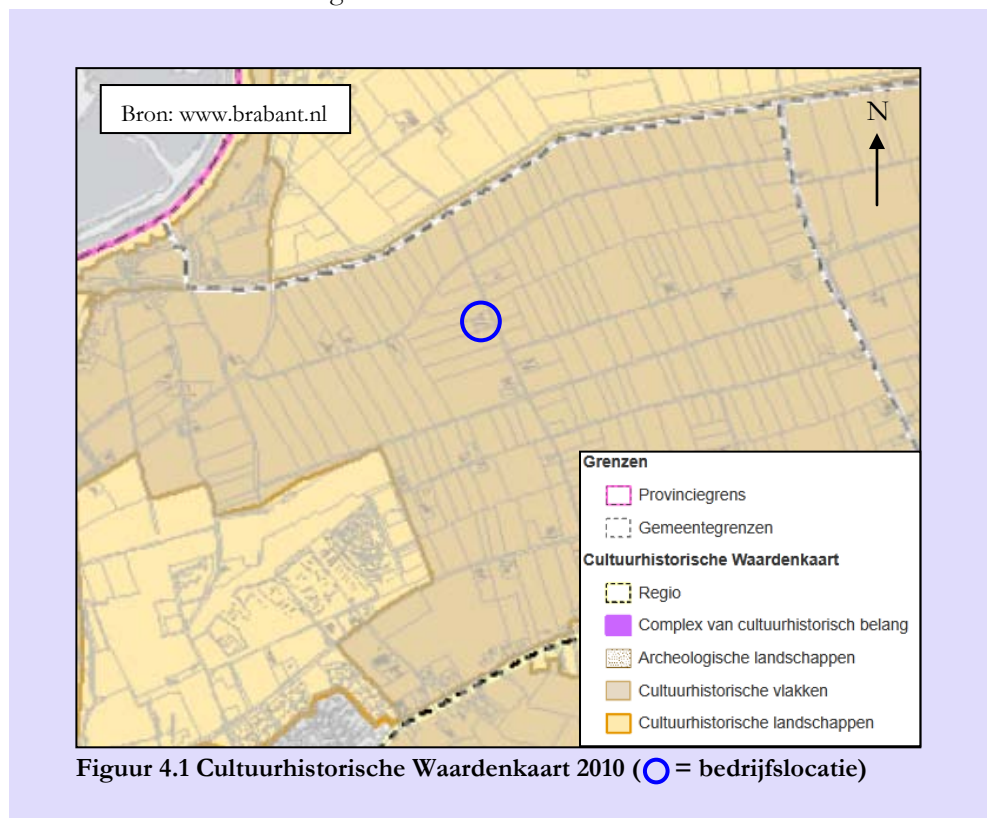 Bron: www.brabant.nl
N
Grenzen
Provinciegrens
Gemeentegrenzen
Cultuurhistorische Waardenkaart
Regio
Complex van cultuurhistorisch belang
Archeologische landschappen
Cultuurhistorische vlakken
Cultuurhistorische landschappen
Figuur 4.1 Cultuurhistorische Waardenkaart 2010 ( = bedrijfslocatie)